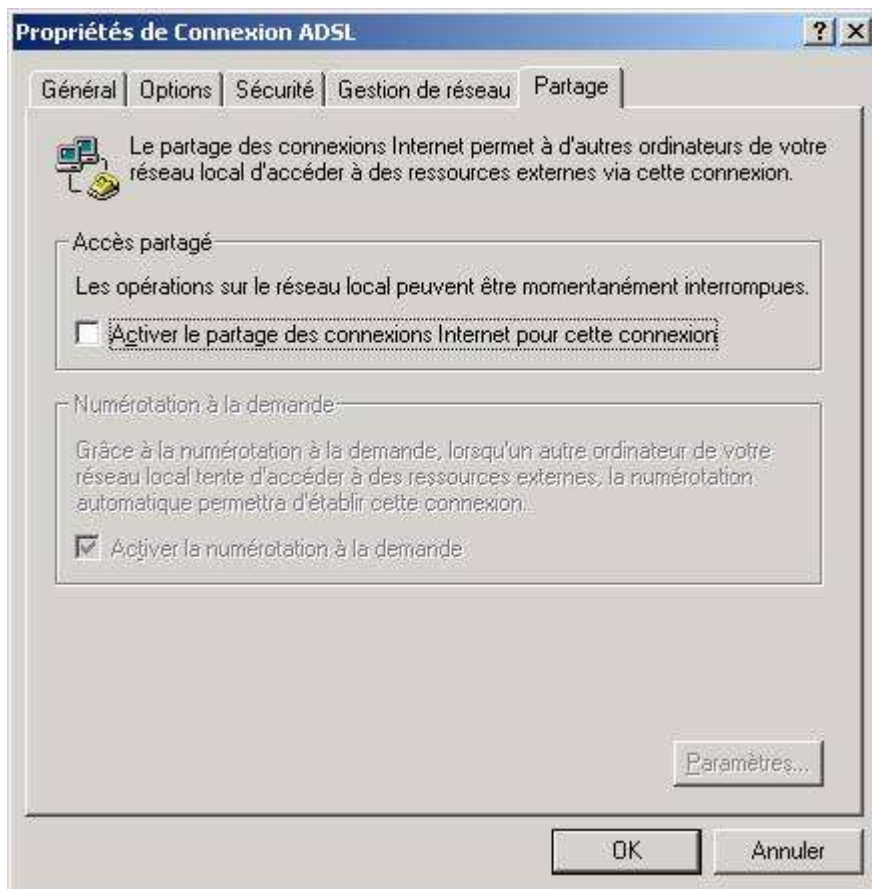 Propriétés de Connexion ADSL
Général
Options
Sécurité
Gestion de réseau
Partage
Le partage des connexions Internet permet à d'autres ordinateurs de votre
réseau local d'accéder à des ressources externes via cette connexion.
Accès partagé
Les opérations sur le réseau local peuvent être momentanément interrompues.
Activer le partage des connexions Internet pour cette connexion
Numérotation à la demande
Grâce à la numérotation à la demande, lorsqu'un autre ordinateur de votre
réseau local tente d'accéder à des ressources externes, la numérotation
automatique permettra d'établir cette connexion.
Activer la numérotation à la demande
Paramètres...
OK
Annuler